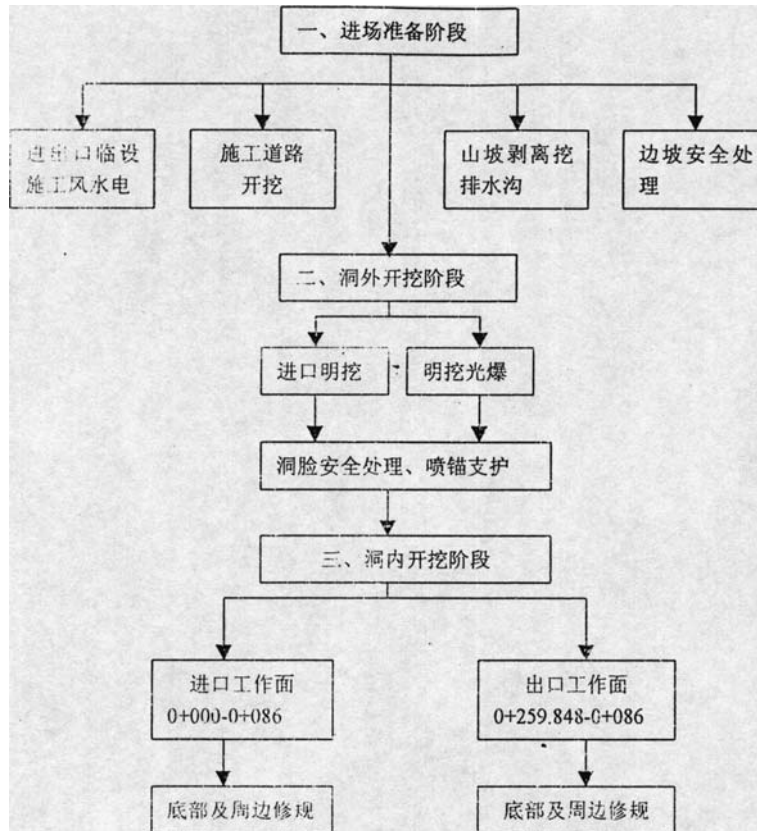 一、进场准备阶段
进出口临设
施工风水电
施工道路
开挖
山坡剥离挖
排水沟
边坡安全处
理
二、洞外开挖阶段
进口明挖
明挖光爆
洞脸安全处理、喷锚支护
三、洞内开挖阶段
进口工作面
0+000-0+086
出口工作面
0+259.848-0+086
底部及周边修规
底部及周边修规